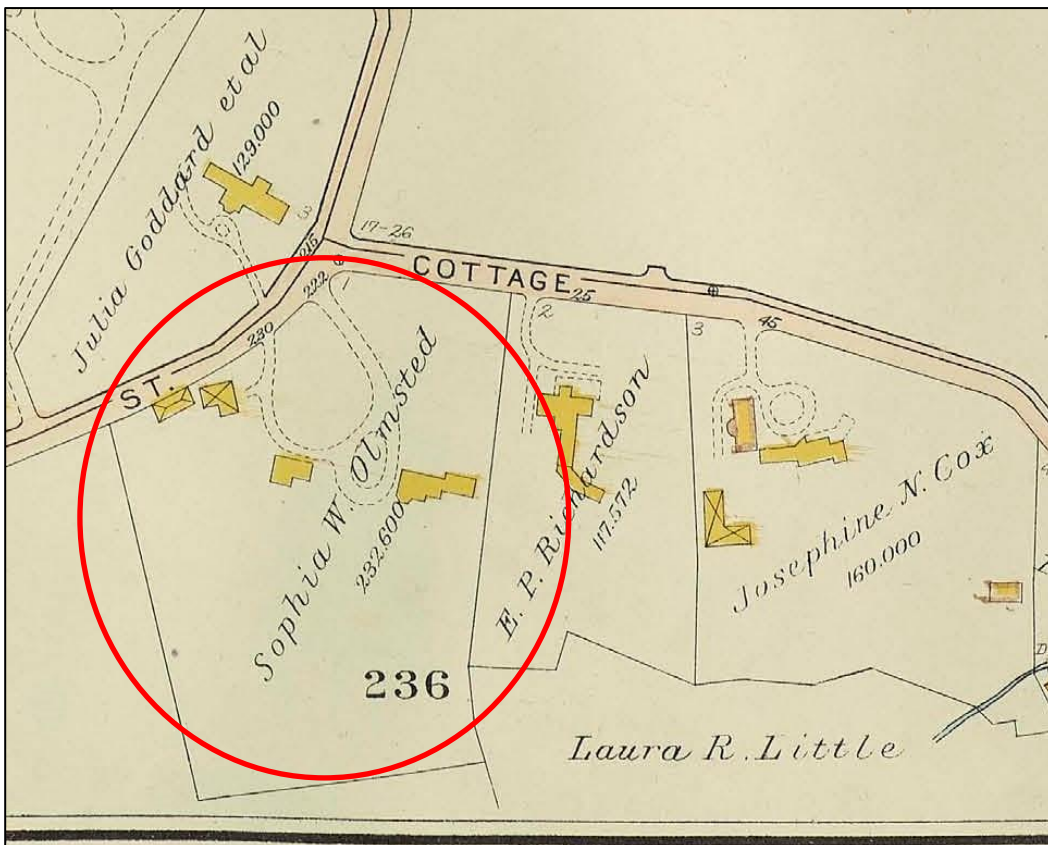 Julia Goddard et al
129.000
3
215
17-26
COTTAGE
222
1
230
ST.
2
25
3
45
Sophia W. Olmsted
232.600
E. P. Richardson
117.572
Josephine N. Cox
160.000
236
Laura R. Little
D